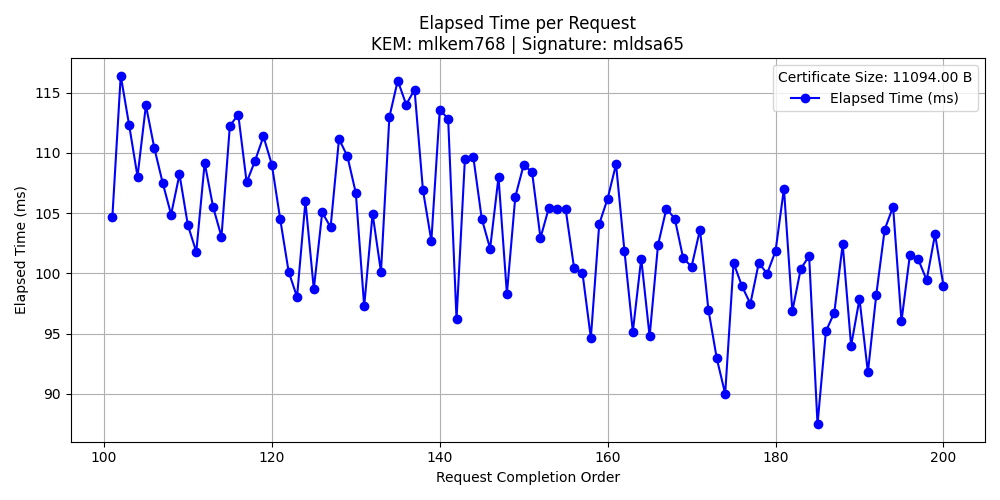 Elapsed Time per Request
KEM: mlkem768 | Signature: mldsa65
Certificate Size: 11094.00 B
Elapsed Time (ms)
Elapsed Time (ms)
115
110
105
100
95
90
100
120
140
160
180
200
Request Completion Order